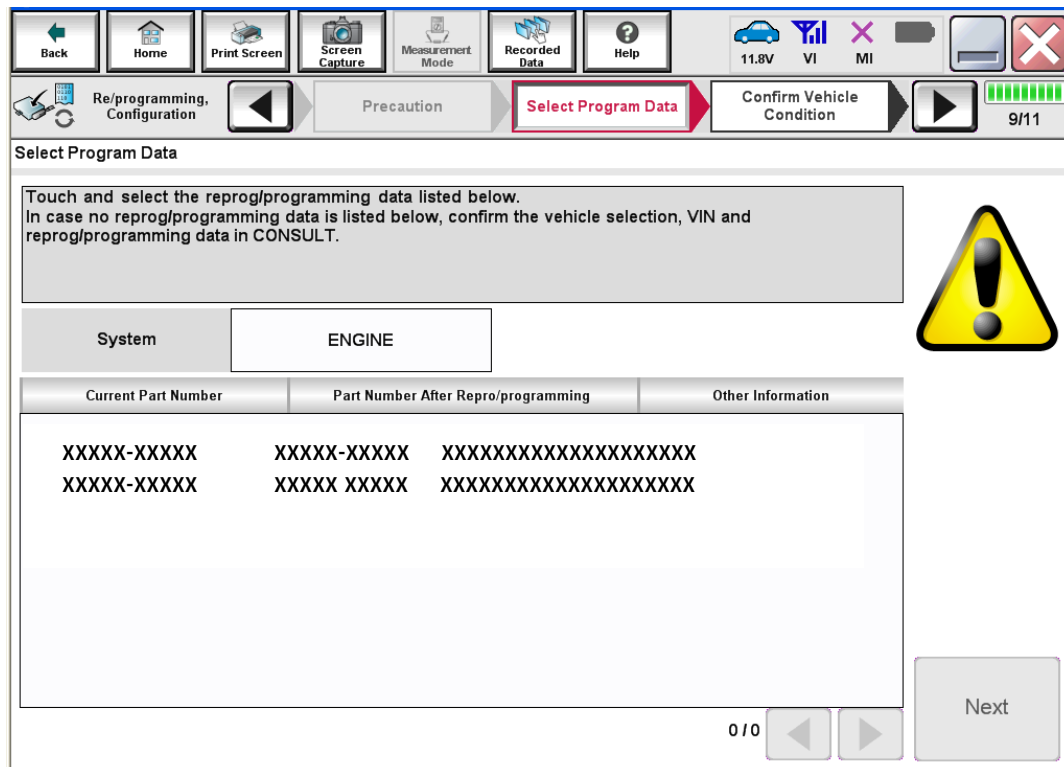 Back
Home
Print Screen
Screen
Capture
Measurement
Mode
Recorded
Data
?
Help
11.8V
VI
MI
Re/programming,
Configuration
Precaution
Select Program Data
Confirm Vehicle
Condition
9/11
Select Program Data
Touch and select the reprog/programming data listed below.
In case no reprog/programming data is listed below, confirm the vehicle selection, VIN and
reprog/programming data in CONSULT.
System
ENGINE
Current Part Number
Part Number After Repro/programming
Other Information
XXXXX-XXXXX XXXXX-XXXXX XXXXXXXXXXXXXXXXXXXX
XXXXX-XXXXX XXXXX XXXXX XXXXXXXXXXXXXXXXXXXX
0/0
Next